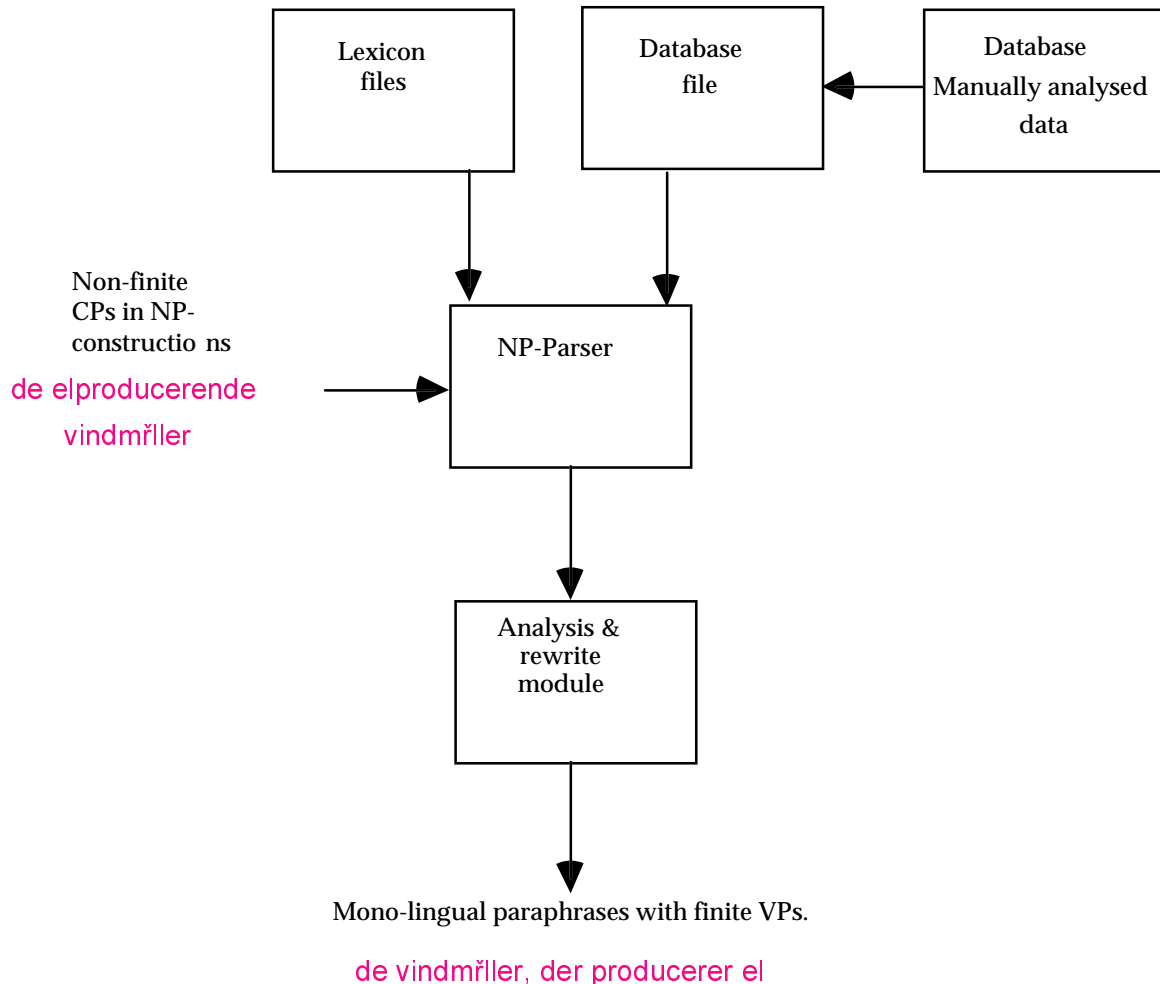 Lexicon
files
Database
file
Database
Manually analysed
data
Non-finite
CPs in NP-
constructio ns
de elproducerende
vindmřller
NP-Parser
Analysis &
rewrite
module
Mono-lingual paraphrases with finite VPs.
de vindmřller, der producerer el